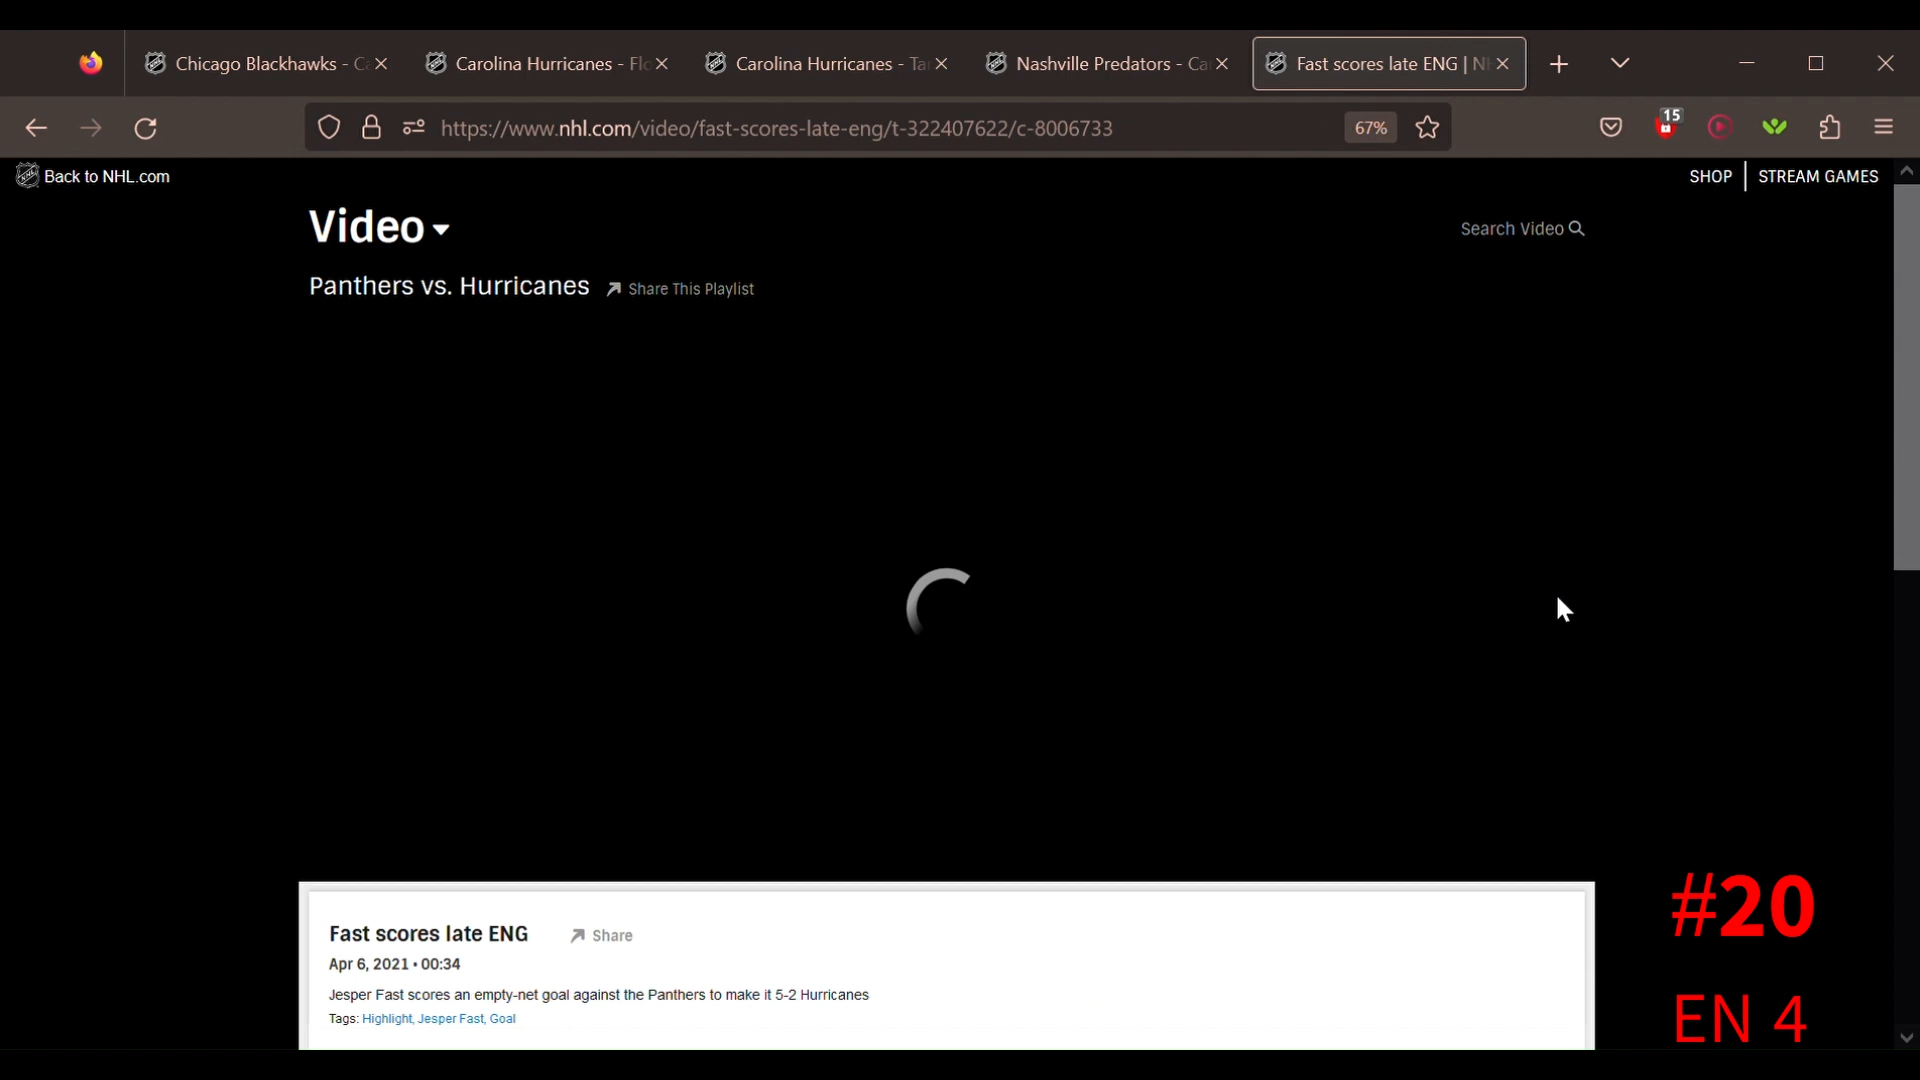 Chicago Blackhawks - Ca
Carolina Hurricanes - Flo
Carolina Hurricanes - Ta
Nashville Predators - Ca
Fast scores late ENG | N
https://www.nhl.com/video/fast-scores-late-eng/t-322407622/c-8006733
67%
15
Back to NHL.com
SHOP
STREAM GAMES
Video
Search Video
Panthers vs. Hurricanes
Share This Playlist
#20
Fast scores late ENG
Share
Apr 6, 2021 • 00:34
Jesper Fast scores an empty-net goal against the Panthers to make it 5-2 Hurricanes
Tags: Highlight, Jesper Fast, Goal
EN 4